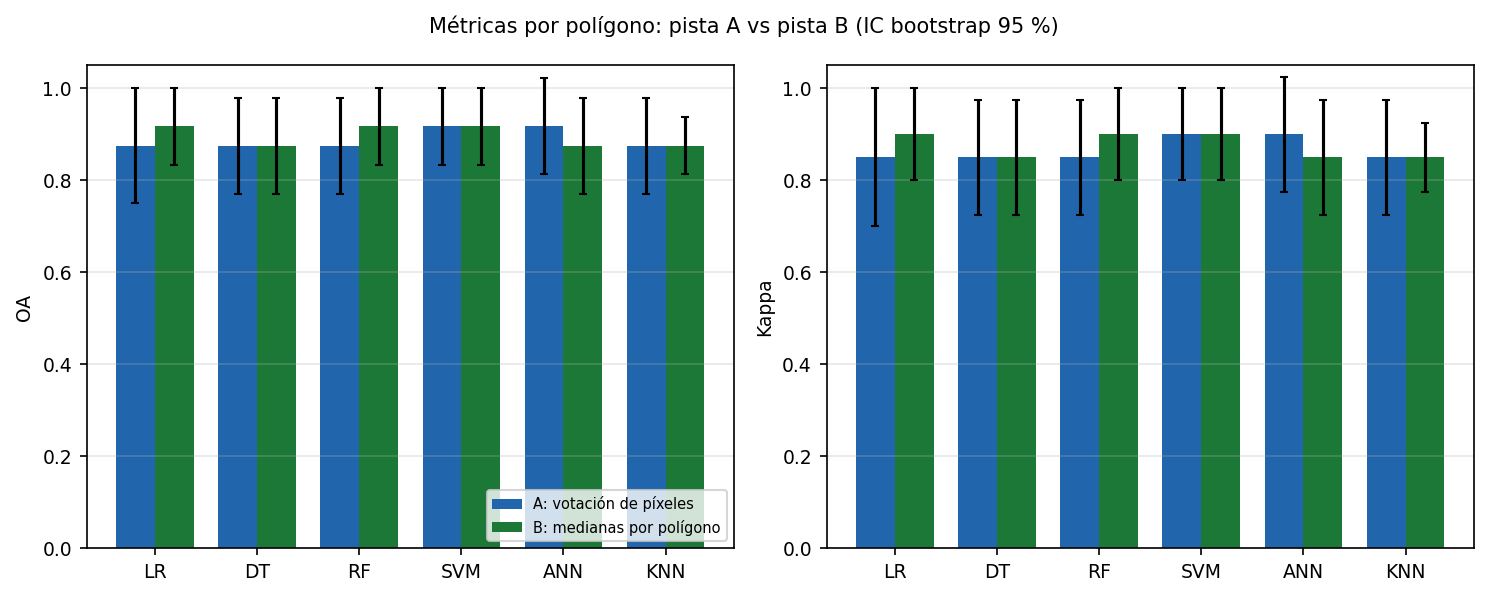 Métricas por polígono: pista A vs pista B (IC bootstrap 95 %)
OA
1.0
0.8
0.6
0.4
0.2
0.0
LR DT RF SVM ANN KNN
A: votación de píxeles
B: medianas por polígono
Kappa
1.0
0.8
0.6
0.4
0.2
0.0
LR DT RF SVM ANN KNN